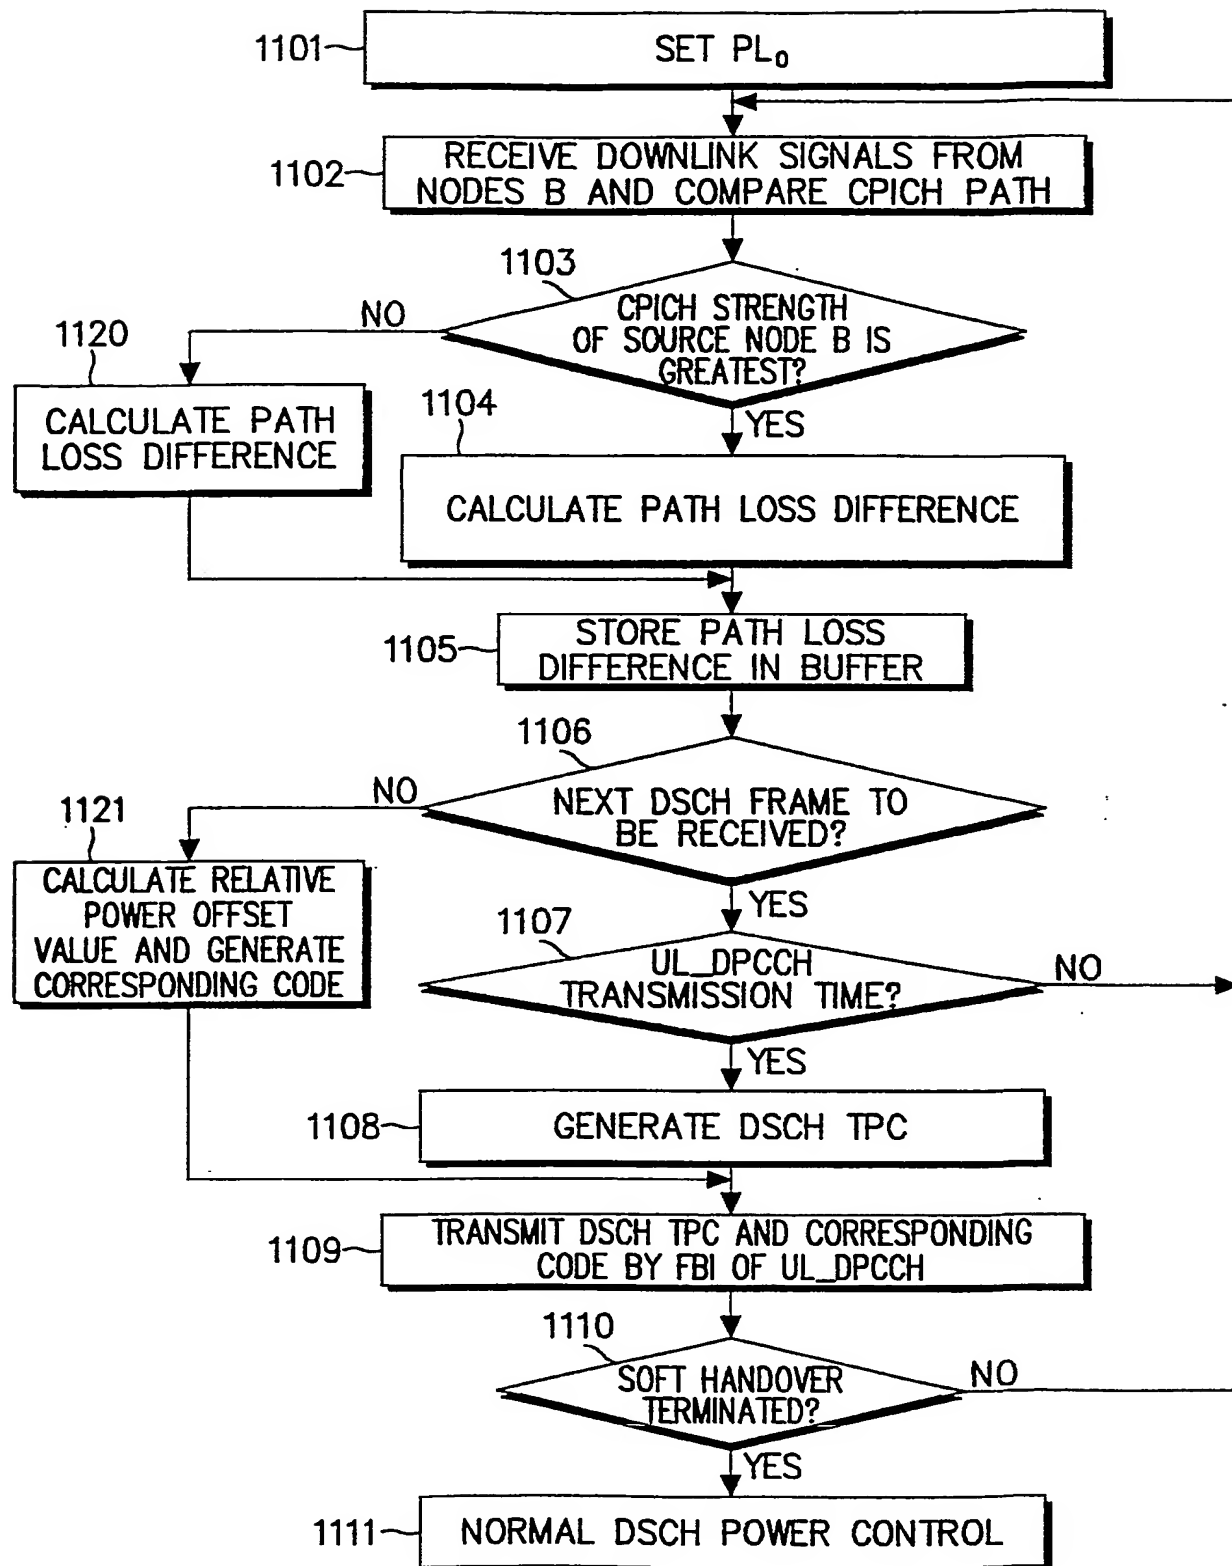 1101
SET PL₀
1102
RECEIVE DOWNLINK SIGNALS FROM
NODES B AND COMPARE CPICH PATH
1103
CPICH STRENGTH
OF SOURCE NODE B IS
GREATEST?
NO
YES
1120
CALCULATE PATH
LOSS DIFFERENCE
1104
CALCULATE PATH LOSS DIFFERENCE
1105
STORE PATH LOSS
DIFFERENCE IN BUFFER
1106
NEXT DSCH FRAME TO
BE RECEIVED?
NO
YES
1121
CALCULATE RELATIVE
POWER OFFSET
VALUE AND GENERATE
CORRESPONDING CODE
1107
UL_DPCCH
TRANSMISSION TIME?
NO
YES
1108
GENERATE DSCH TPC
1109
TRANSMIT DSCH TPC AND CORRESPONDING
CODE BY FBI OF UL_DPCCH
1110
SOFT HANDOVER
TERMINATED?
NO
YES
1111
NORMAL DSCH POWER CONTROL